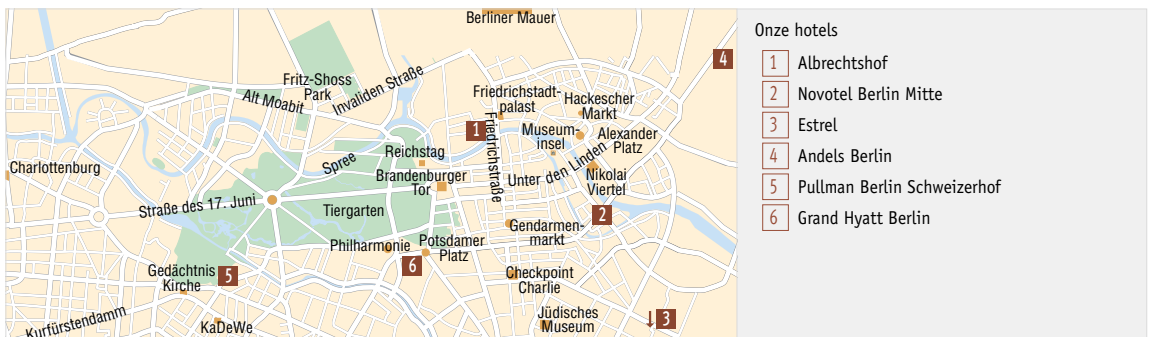 Berliner Mauer
4
Fritz-Shoss
Park
Invaliden Straße
Alt Moabit
Friedrichstadt-
palast
Hackescher
Markt
1
Friedrichstraße
Museum-
insel
Alexander
Platz
Reichstag
Spree
Charlottenburg
Brandenburger
Tor
Unter den Linden
Nikolai
Viertel
Straße des 17. Juni
Tiergarten
2
Gendarmen-
markt
Philharmonie
Potsdamer
Platz
6
Gedächtnis
Kirche
5
Checkpoint
Charlie
Kurfürstendamm
KaDeWe
Jüdisches
Museum
↓ 3
Onze hotels
1 Albrechtshof
2 Novotel Berlin Mitte
3 Estrel
4 Andels Berlin
5 Pullman Berlin Schweizerhof
6 Grand Hyatt Berlin